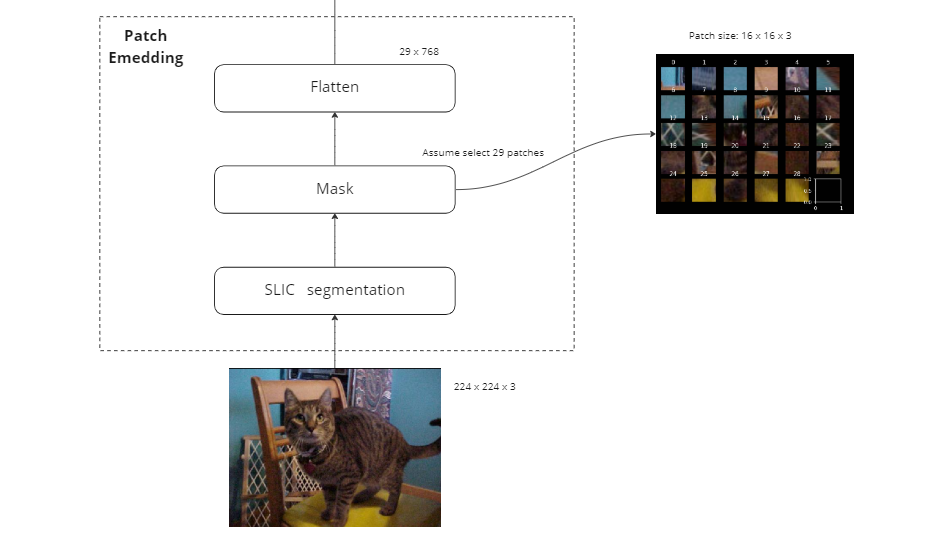 Patch
Emedding
29 x 768
Flatten
Assume select 29 patches
Mask
SLIC segmentation
224 x 224 x 3
Patch size: 16 x 16 x 3
0 1 2 3 4 5
6 7 8 9 10 11
12 13 14 15 16 17
18 19 20 21 22 23
24 25 26 27 28
1.0
0.5
0.0
0 1